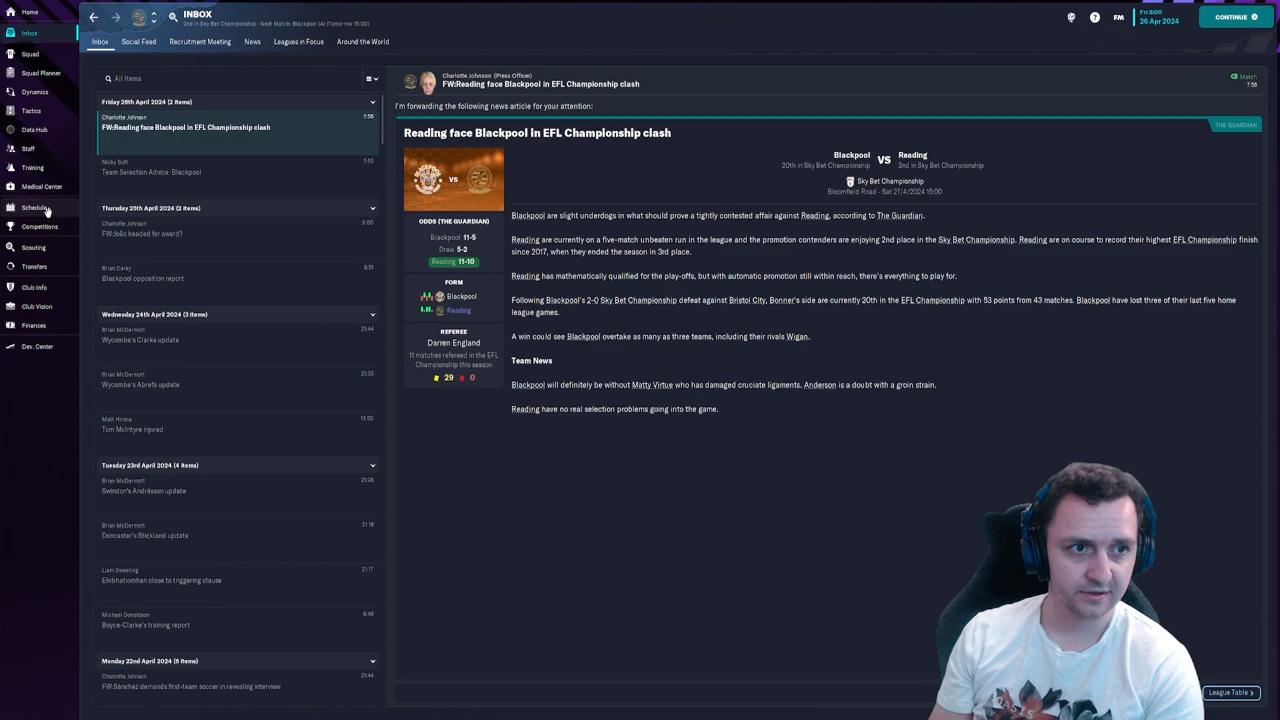 Home
Inbox
Squad
Squad Planner
Dynamics
Tactics
Data Hub
Staff
Training
Medical Center
Schedule
Competitions
Scouting
Transfers
Club Info
Club Vision
Finances
Dev. Center
INBOX
2nd in Sky Bet Championship - Next Match: Blackpool (A) (Tomorrow 15:00)
FM
Fri 8:00
26 Apr 2024
CONTINUE
Inbox
Social Feed
Recruitment Meeting
News
Leagues in Focus
Around the World
All Items
Friday 26th April 2024 (2 items)
Charlotte Johnson
7:56
FW:Reading face Blackpool in EFL Championship clash
Nicky Butt
7:53
Team Selection Advice: Blackpool
Thursday 25th April 2024 (2 items)
Charlotte Johnson
9:00
FW:João headed for award?
Brian Carey
8:51
Blackpool opposition report
Wednesday 24th April 2024 (3 items)
Brian McDermott
21:44
Wycombe's Clarke update
Brian McDermott
21:33
Wycombe's Abrefa update
Matt Hirons
13:50
Tom McIntyre injured
Tuesday 23rd April 2024 (4 items)
Brian McDermott
21:28
Swindon's Andrésson update
Brian McDermott
21:18
Doncaster's Stickland update
Liam Sweeting
21:17
Ehibhatiomhan close to triggering clause
Michael Donaldson
8:49
Boyce-Clarke's training report
Monday 22nd April 2024 (6 items)
Charlotte Johnson
21:44
FW:Sánchez demands first-team soccer in revealing interview
Charlotte Johnson (Press Officer)
FW:Reading face Blackpool in EFL Championship clash
Match
7:56
I'm forwarding the following news article for your attention:
Reading face Blackpool in EFL Championship clash
THE GUARDIAN
VS
ODDS (THE GUARDIAN)
Blackpool 11-5
Draw 5-2
Reading 11-10
FORM
Blackpool
Reading
REFEREE
Darren England
11 matches refereed in the EFL
Championship this season
29 0
Blackpool VS Reading
20th in Sky Bet Championship
2nd in Sky Bet Championship
Sky Bet Championship
Bloomfield Road - Sat 27/4/2024 15:00
Blackpool are slight underdogs in what should prove a tightly contested affair against Reading, according to The Guardian.
Reading are currently on a five-match unbeaten run in the league and the promotion contenders are enjoying 2nd place in the Sky Bet Championship. Reading are on course to record their highest EFL Championship finish
since 2017, when they ended the season in 3rd place.
Reading has mathematically qualified for the play-offs, but with automatic promotion still within reach, there's everything to play for.
Following Blackpool's 2-0 Sky Bet Championship defeat against Bristol City, Bonner's side are currently 20th in the EFL Championship with 53 points from 43 matches. Blackpool have lost three of their last five home
league games.
A win could see Blackpool overtake as many as three teams, including their rivals Wigan.
Team News
Blackpool will definitely be without Matty Virtue who has damaged cruciate ligaments. Anderson is a doubt with a groin strain.
Reading have no real selection problems going into the game.
League Table